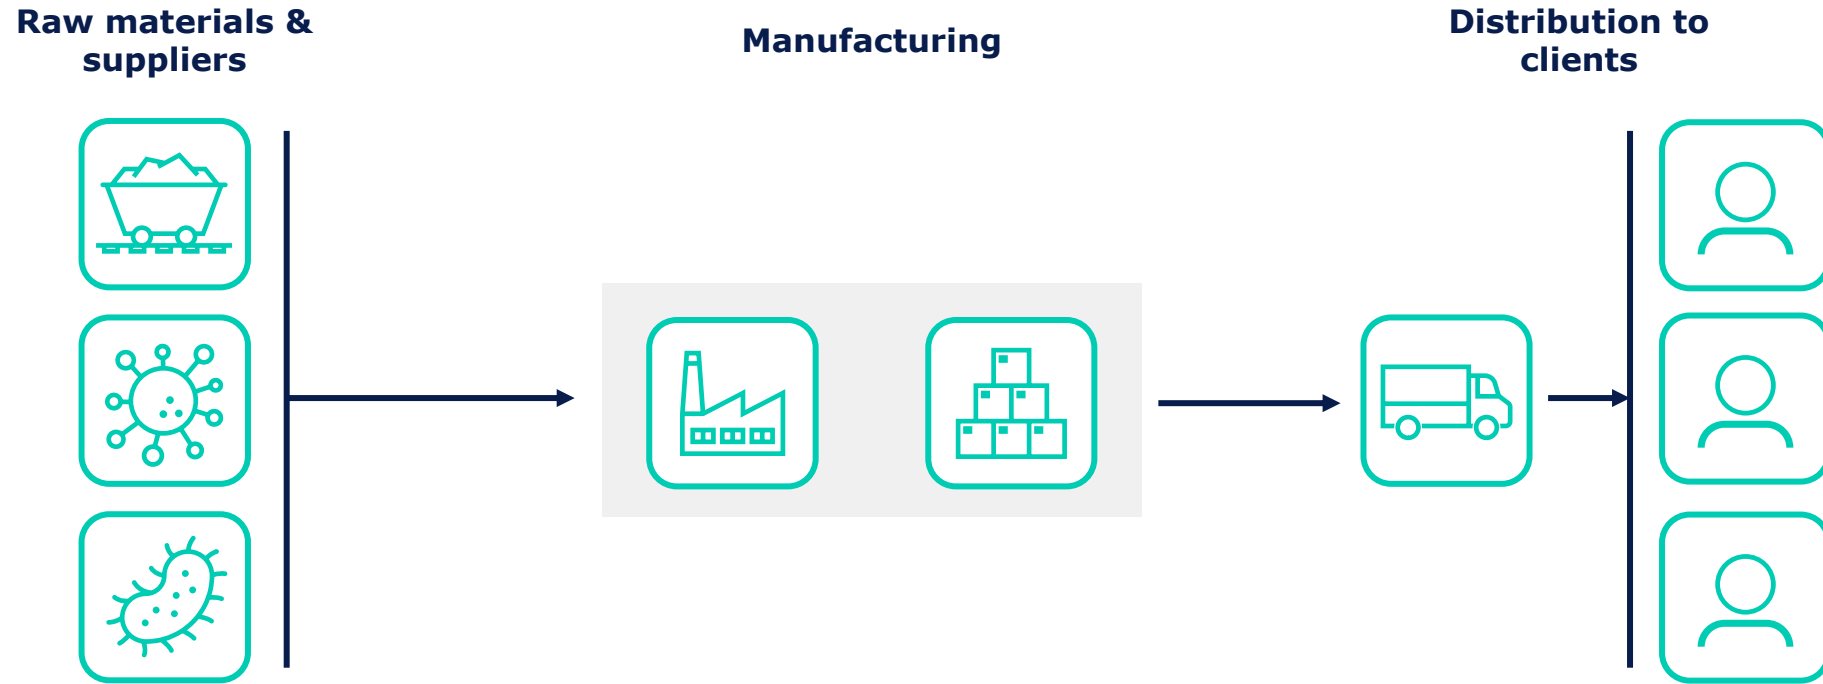 Raw materials &
suppliers
Manufacturing
Distribution to
clients